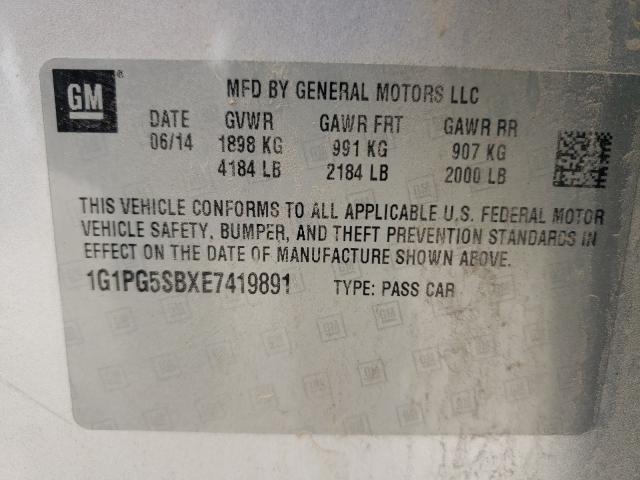 GM
MFD BY GENERAL MOTORS LLC
DATE GVWR GAWR FRT GAWR RR
06/14 1898 KG 991 KG 907 KG
4184 LB 2184 LB 2000 LB
THIS VEHICLE CONFORMS TO ALL APPLICABLE U.S. FEDERAL MOTOR
VEHICLE SAFETY, BUMPER, AND THEFT PREVENTION STANDARDS IN
EFFECT ON THE DATE OF MANUFACTURE SHOWN ABOVE.
1G1PG5SBXE7419891 TYPE: PASS CAR